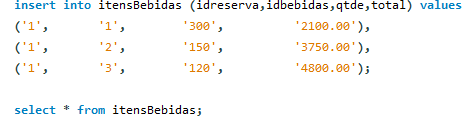 insert into itensBebidas (idreserva,idbebidas,qtde,total) values
('1', '1', '300', '2100.00'),
('1', '2', '150', '3750.00'),
('1', '3', '120', '4800.00');
select * from itensBebidas;